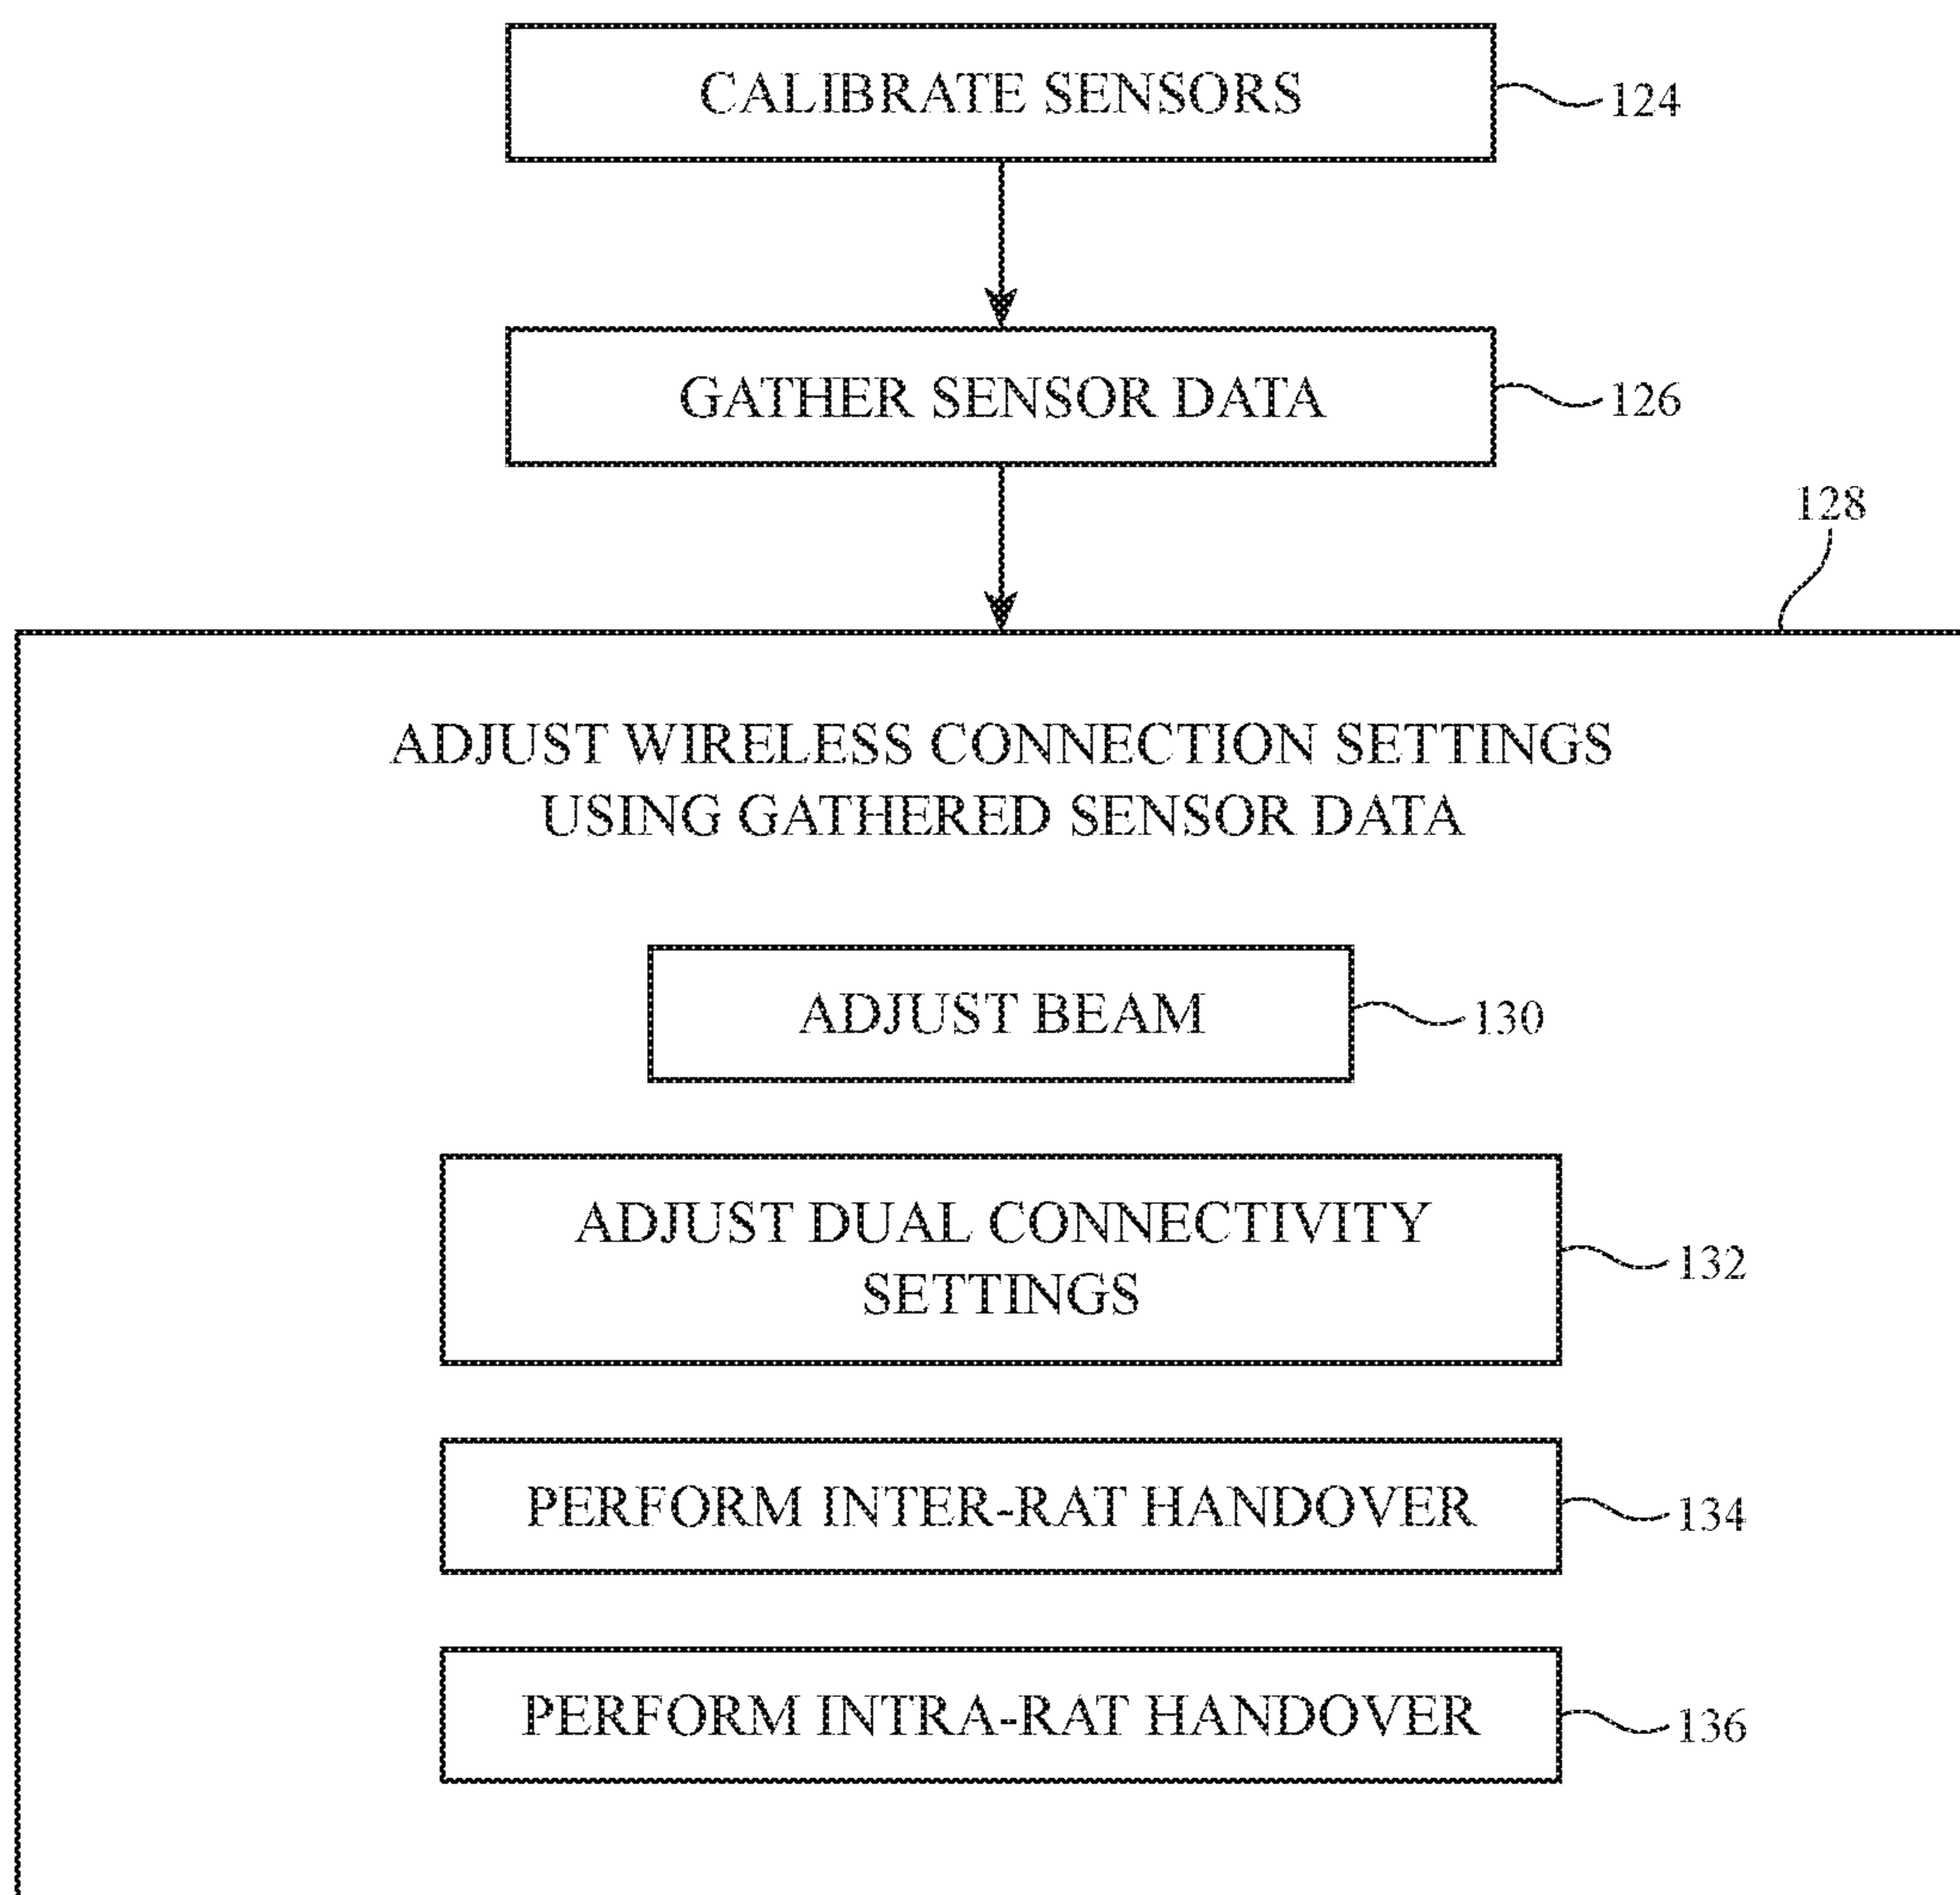 CALIBRATE SENSORS
124
GATHER SENSOR DATA
126
128
ADJUST WIRELESS CONNECTION SETTINGS
USING GATHERED SENSOR DATA
ADJUST BEAM
130
ADJUST DUAL CONNECTIVITY
SETTINGS
132
PERFORM INTER-RAT HANDOVER
134
PERFORM INTRA-RAT HANDOVER
136